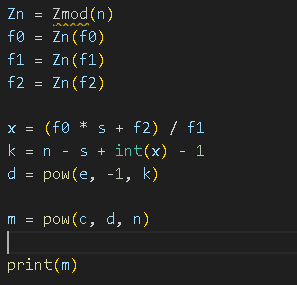 Zn = Zmod(n)
f0 = Zn(f0)
f1 = Zn(f1)
f2 = Zn(f2)
x = (f0 * s + f2) / f1
k = n - s + int(x) - 1
d = pow(e, -1, k)
m = pow(c, d, n)
print(m)